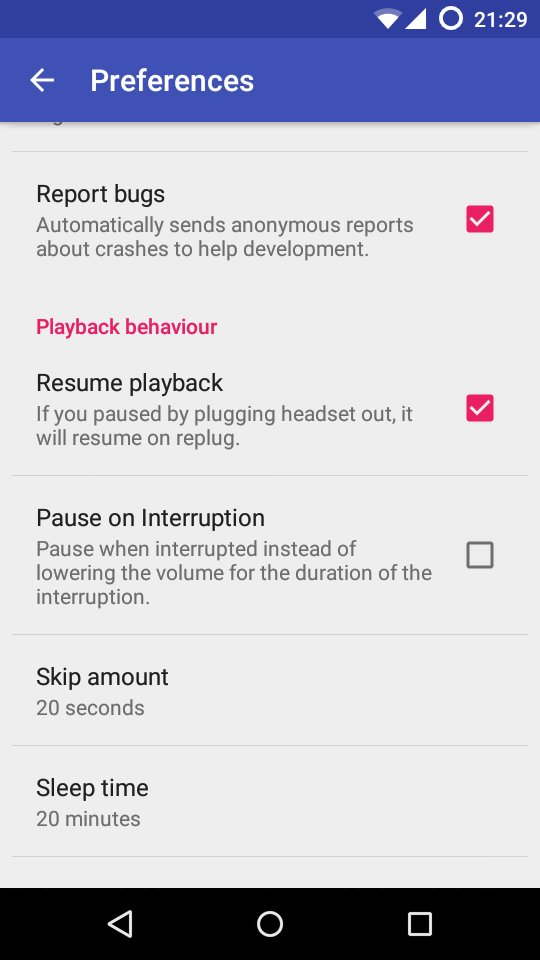 21:29
Preferences
Report bugs
Automatically sends anonymous reports
about crashes to help development.
Playback behaviour
Resume playback
If you paused by plugging headset out, it
will resume on replug.
Pause on Interruption
Pause when interrupted instead of
lowering the volume for the duration of the
interruption.
Skip amount
20 seconds
Sleep time
20 minutes